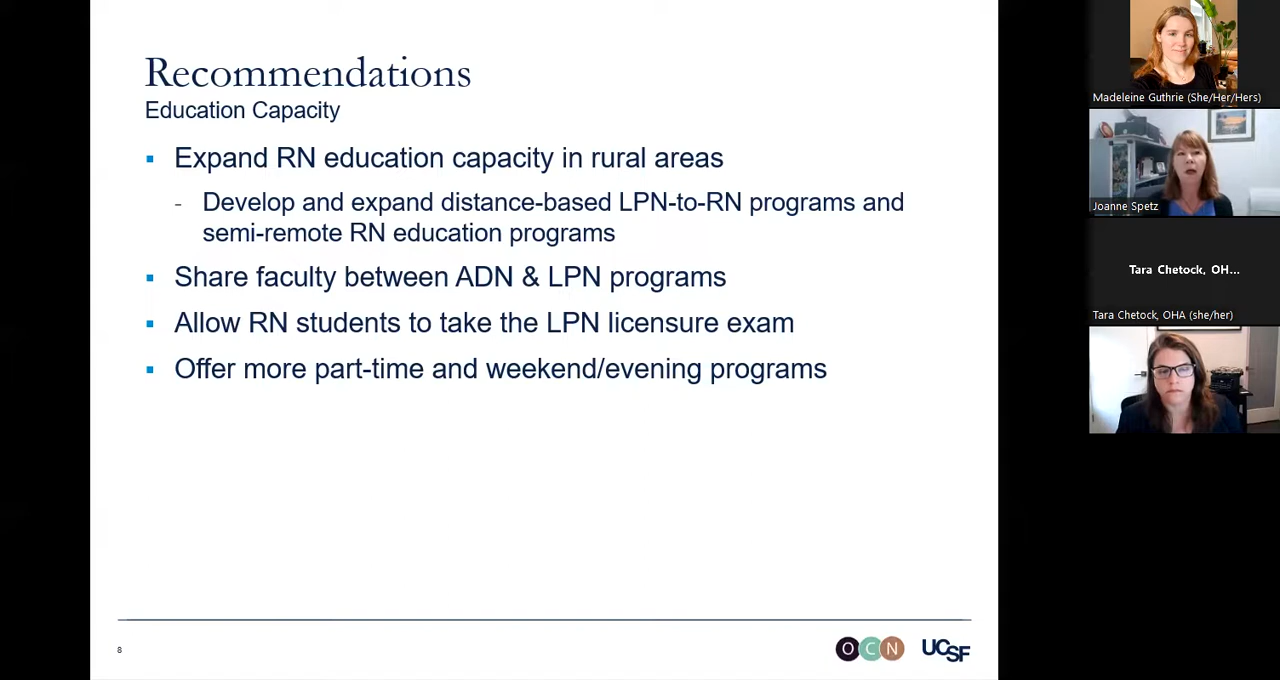 Recommendations
Education Capacity
▪ Expand RN education capacity in rural areas
- Develop and expand distance-based LPN-to-RN programs and
semi-remote RN education programs
▪ Share faculty between ADN & LPN programs
▪ Allow RN students to take the LPN licensure exam
▪ Offer more part-time and weekend/evening programs
8
OCN
UCSF
Madeleine Guthrie (She/Her/Hers)
Joanne Spetz
Tara Chetock, OH...
Tara Chetock, OHA (she/her)